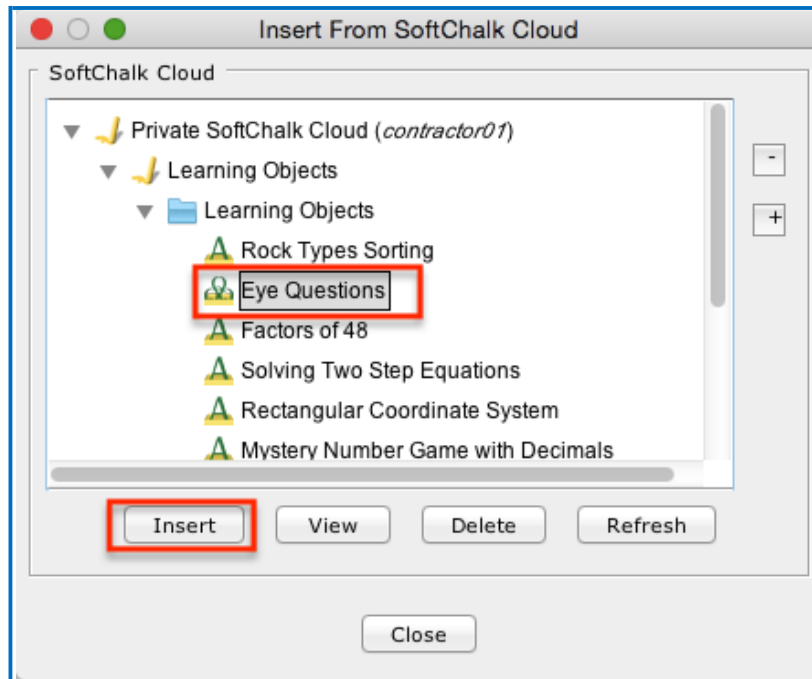 Insert From SoftChalk Cloud
SoftChalk Cloud
Private SoftChalk Cloud (contractor01)
Learning Objects
Learning Objects
Rock Types Sorting
Eye Questions
Factors of 48
Solving Two Step Equations
Rectangular Coordinate System
Mystery Number Game with Decimals
-
+
Insert View Delete Refresh
Close